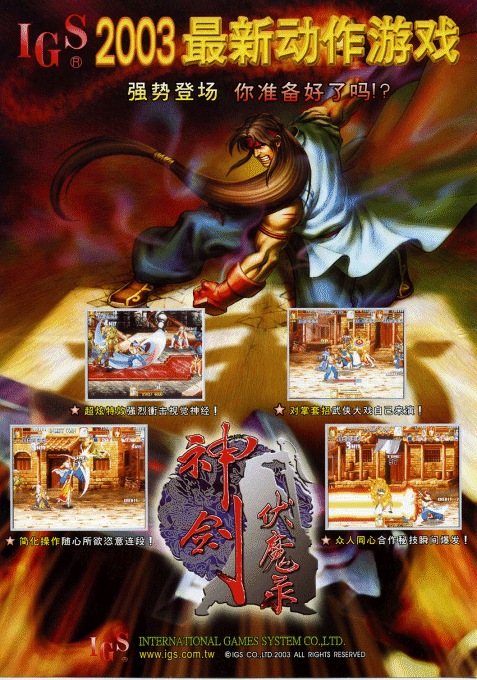 IGS® 2003最新动作游戏
强势登场 你准备好了吗!?
★ 超炫特效强烈衝击视觉神经！
★ 对掌套招武侠大戏自己来演！
★ 简化操作随心所欲恣意连段！
★ 众人同心合作秘技瞬间爆发！
神剑
伏魔录
IGS® INTERNATIONAL GAMES SYSTEM CO.,LTD.
www.igs.com.tw ©IGS CO.,LTD 2003 ALL RIGHTS RESERVED